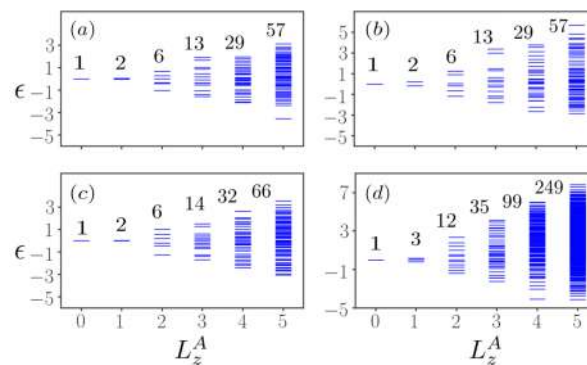 (a) 1 2 6 13 29 57
ϵ 3 1 −1 −3 −5
(b) 1 2 6 13 29 57
5 3 1 −1 −3 −5
(c) 1 2 6 14 32 66
ϵ 3 1 −1 −3 −5
0 1 2 3 4 5
L_z^A
(d) 1 3 12 35 99 249
7 3 −1 −5
0 1 2 3 4 5
L_z^A